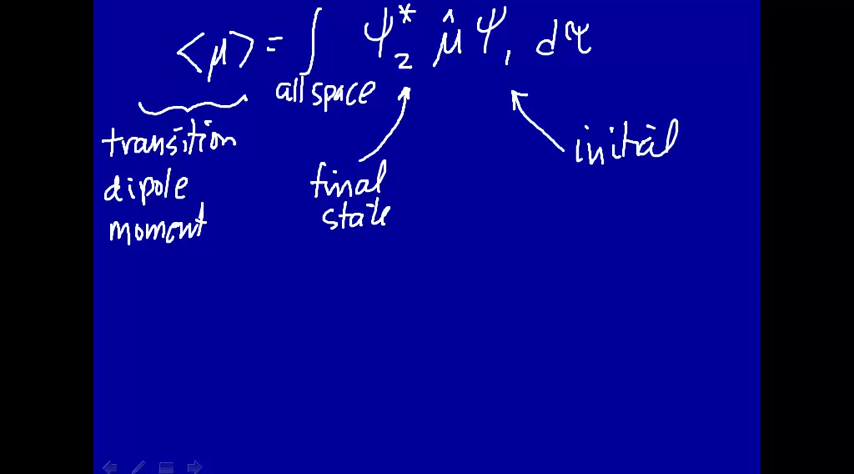 <μ> = ∫ ψ₂* μ̂ ψ₁ dτ
all space
transition
dipole
moment
final
state
initial